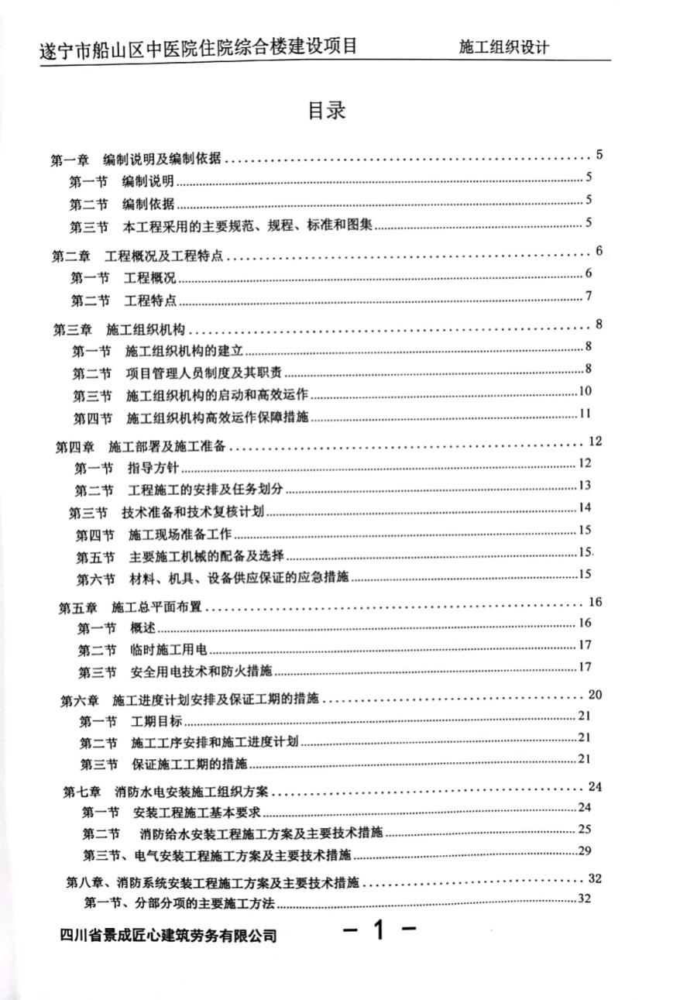 遂宁市船山区中医院住院综合楼建设项目 施工组织设计
目录
第一章 编制说明及编制依据 5
第一节 编制说明 5
第二节 编制依据 5
第三节 本工程采用的主要规范、规程、标准和图集 5
第二章 工程概况及工程特点 6
第一节 工程概况 6
第二节 工程特点 7
第三章 施工组织机构 8
第一节 施工组织机构的建立 8
第二节 项目管理人员制度及其职责 8
第三节 施工组织机构的启动和高效运作 10
第四节 施工组织机构高效运作保障措施 11
第四章 施工部署及施工准备 12
第一节 指导方针 12
第二节 工程施工的安排及任务划分 13
第三节 技术准备和技术复核计划 14
第四节 施工现场准备工作 15
第五节 主要施工机械的配备及选择 15
第六节 材料、机具、设备供应保证的应急措施 15
第五章 施工总平面布置 16
第一节 概述 16
第二节 临时施工用电 17
第三节 安全用电技术和防火措施 17
第六章 施工进度计划安排及保证工期的措施 20
第一节 工期目标 21
第二节 施工工序安排和施工进度计划 21
第三节 保证施工工期的措施 21
第七章 消防水电安装施工组织方案 24
第一节 安装工程施工基本要求 24
第二节 消防给水安装工程施工方案及主要技术措施 25
第三节、电气安装工程施工方案及主要技术措施 29
第八章、消防系统安装工程施工方案及主要技术措施 32
第一节、分部分项的主要施工方法 32
四川省景成匠心建筑劳务有限公司 - 1 -